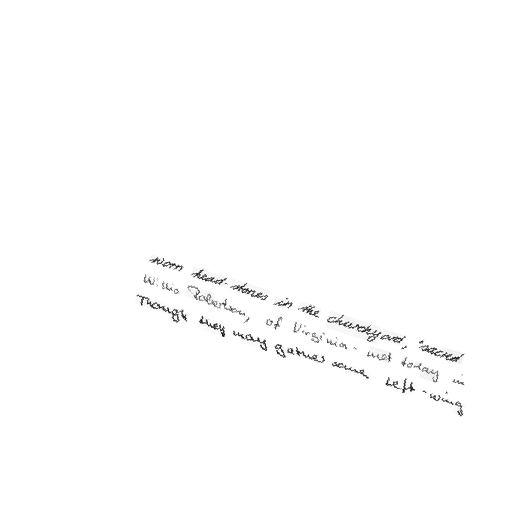 worn head-stones in the churchyard, 'sacred
Willis Robertson, of Virginia - met today in
Though they may gather some Left-wing